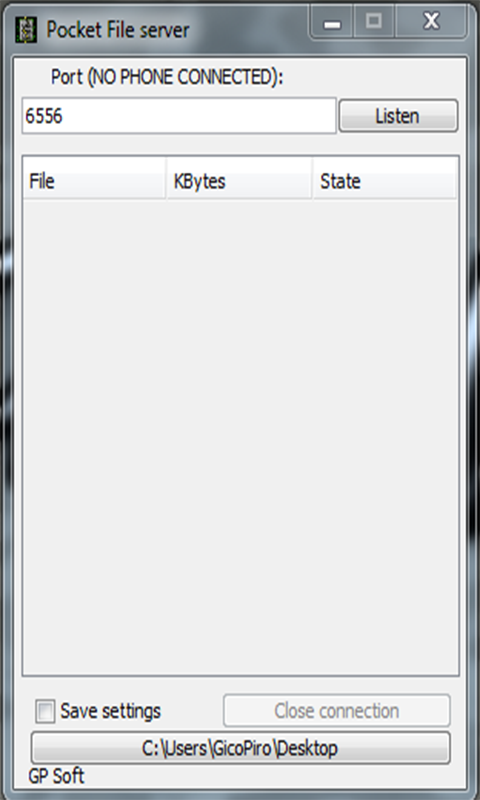 Pocket File server
Port (NO PHONE CONNECTED):
6556
Listen
File KBytes State
Save settings
Close connection
C:\Users\GicoPiro\Desktop
GP Soft